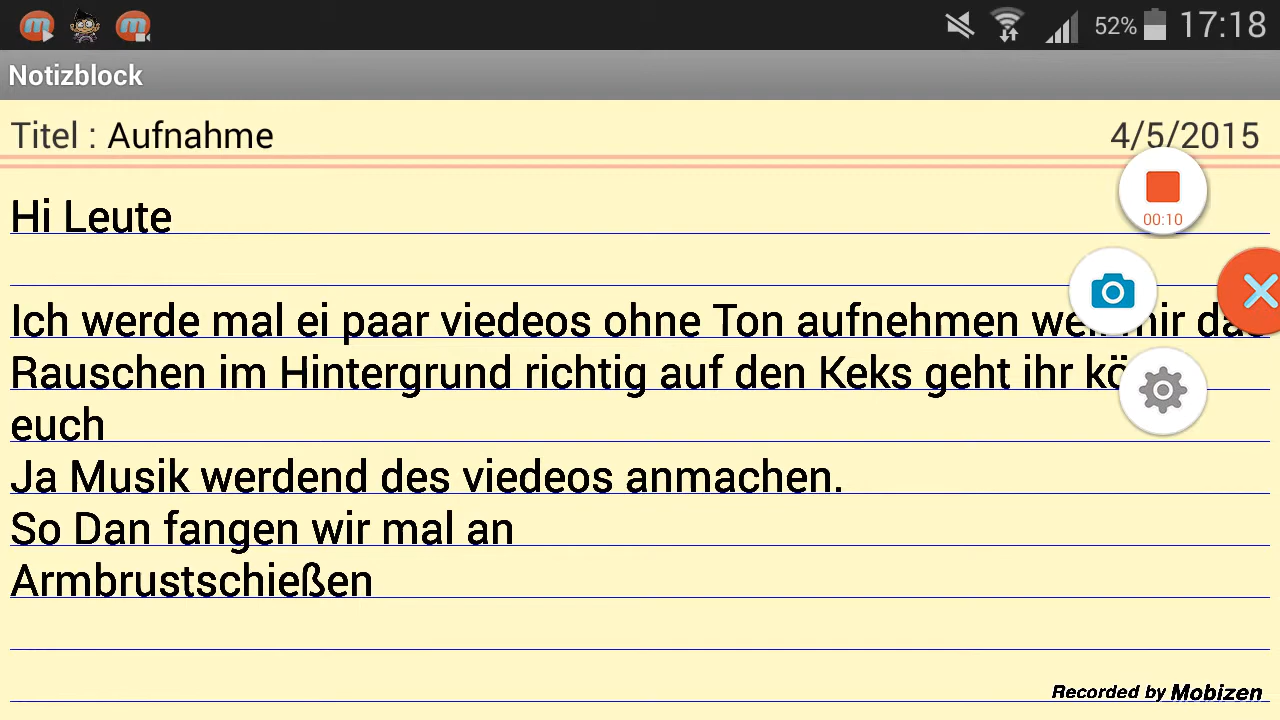 52% 17:18
Notizblock
Titel : Aufnahme 4/5/2015
00:10
Hi Leute
Ich werde mal ei paar viedeos ohne Ton aufnehmen
Rauschen im Hintergrund richtig auf den Keks geht ihr
euch
Ja Musik werdend des viedeos anmachen.
So Dan fangen wir mal an
Armbrustschießen
Recorded by Mobizen